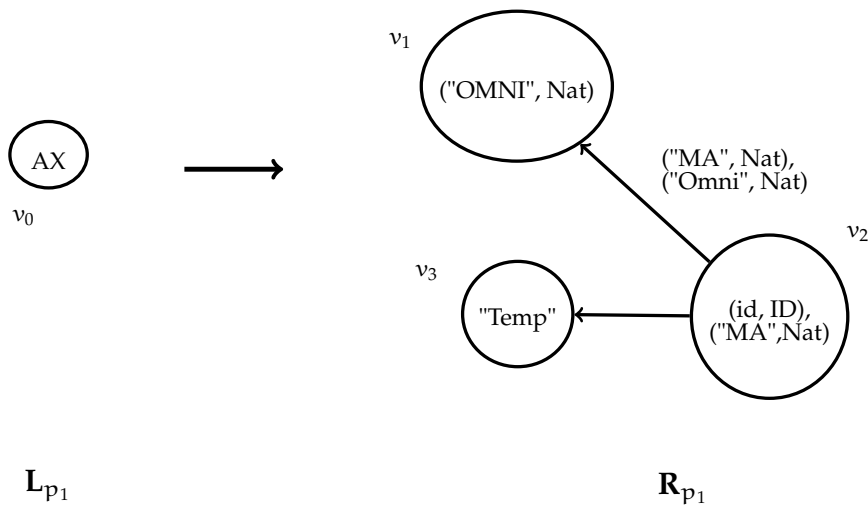 v₁
("OMNI", Nat)
AX
v₀
("MA", Nat),
("Omni", Nat)
v₂
v₃
"Temp"
(id, ID),
("MA",Nat)
Lₚ₁
Rₚ₁